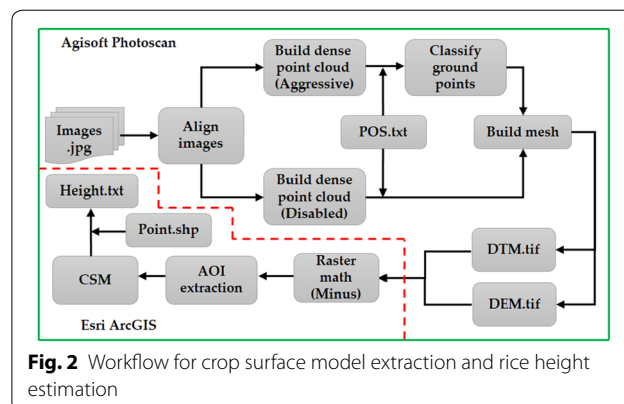 Agisoft Photoscan
Images
.jpg
Align
images
Build dense
point cloud
(Aggressive)
Classify
ground
points
POS.txt
Build mesh
Build dense
point cloud
(Disabled)
Height.txt
Point.shp
CSM
AOI
extraction
Raster
math
(Minus)
DTM.tif
DEM.tif
Esri ArcGIS
Fig. 2 Workflow for crop surface model extraction and rice height
estimation